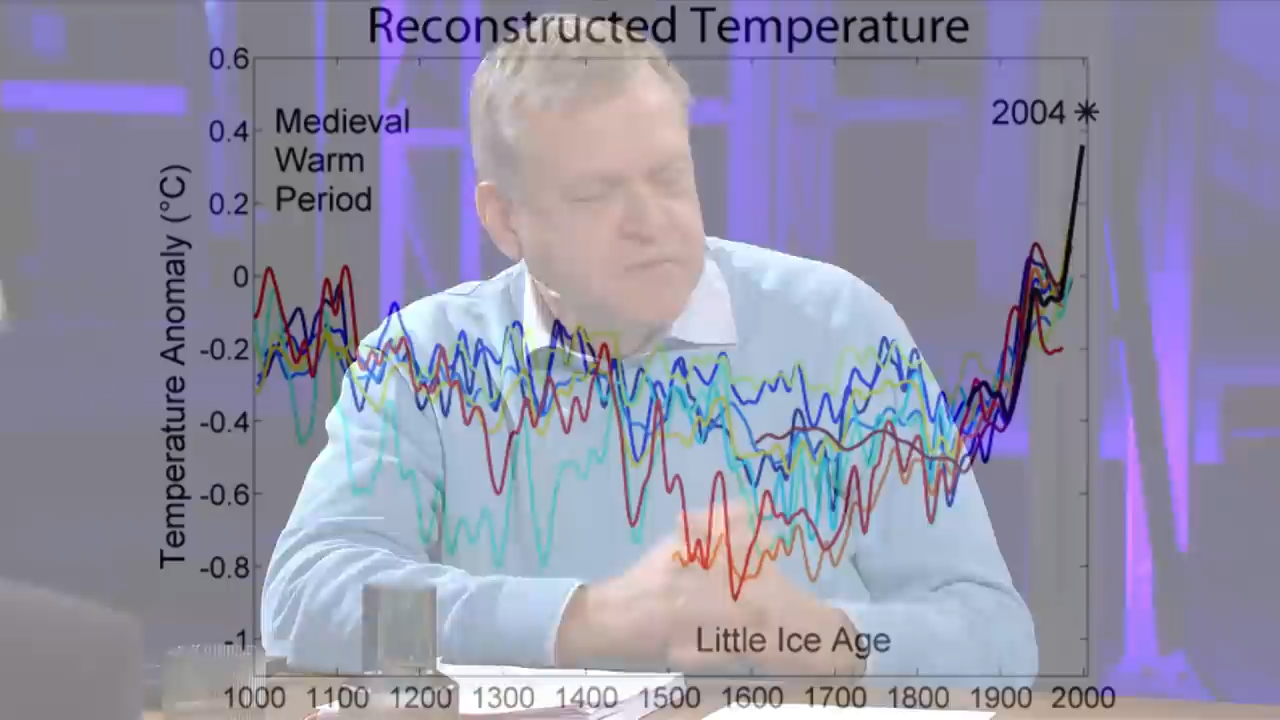 Reconstructed Temperature
0.6
0.4
0.2
0
-0.2
-0.4
-0.6
-0.8
-1
Temperature Anomaly (°C)
Medieval
Warm
Period
2004 *
Little Ice Age
1000 1100 1200 1300 1400 1500 1600 1700 1800 1900 2000